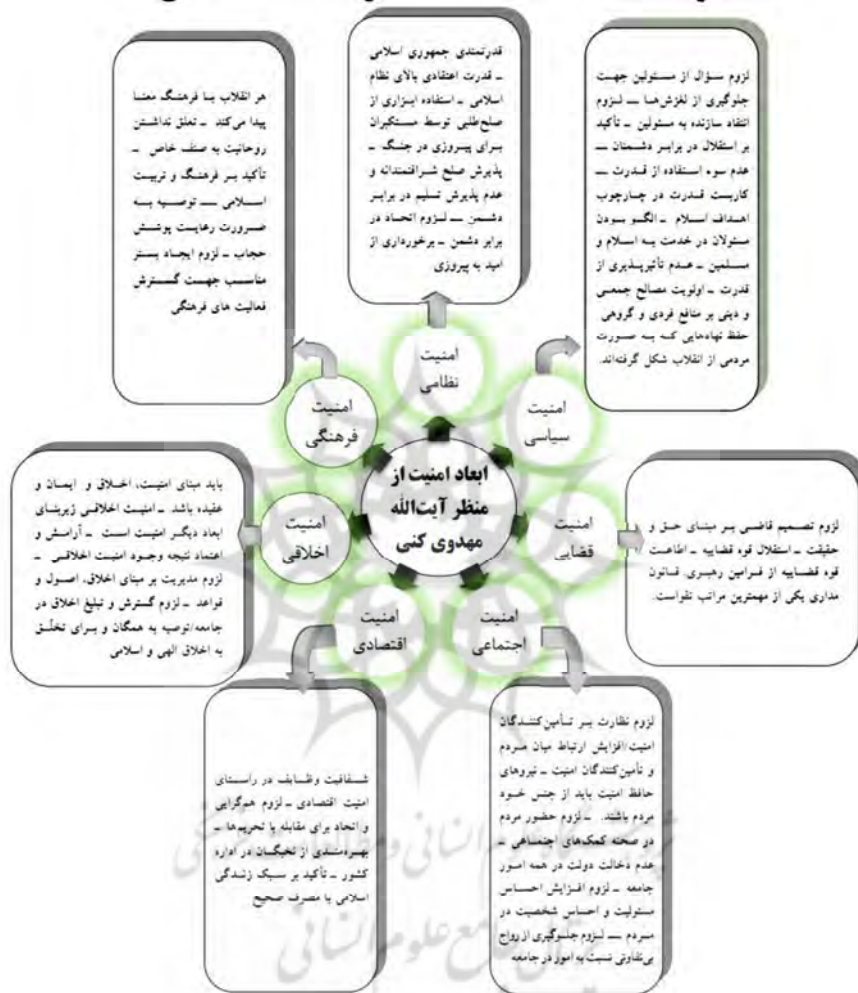 قدرتمندی جمهوری اسلامی
ـ قدرت اعتقادی بالای نظام
اسلامی ـ استفاده ابزاری از
صلح‌طلبی توسط مستکبران
برای پیروزی در جنگ ـ
پذیرش صلح شرافتمندانه و
عدم پذیرش تسلیم در برابر
دشمن ـ لزوم اتحاد در
برابر دشمن ـ برخورداری از
امید به پیروزی
لزوم سؤال از مسئولین جهت
جلوگیری از لغزش‌ها ـ لزوم
انتقاد سازنده به مسئولین ـ تأکید
بر استقلال در برابر دشمنان ـ
عدم سوء استفاده از قدرت ـ
کاربست قدرت در چارچوب
اهداف اسلام ـ الگو بودن
مسئولان در خدمت به اسلام و
مسلمین ـ عدم تأثیرپذیری از
قدرت ـ اولویت مصالح جمعی
و دینی بر منافع فردی و گروهی ـ
حفظ نهادهایی که به صورت
مردمی از انقلاب شکل گرفته‌اند.
هر انقلاب با فرهنگ معنا
پیدا می‌کند ـ تعلق نداشتن
روحانیت به صنف خاص ـ
تأکید بر فرهنگ و تربیت
اسلامی ـ توصیه به
ضرورت رعایت پوشش
حجاب ـ لزوم ایجاد بستر
مناسب جهت گسترش
فعالیت های فرهنگی
امنیت
نظامی
امنیت
سیاسی
امنیت
فرهنگی
ابعاد امنیت از
منظر آیت‌الله
مهدوی کنی
امنیت
قضایی
امنیت
اخلاقی
امنیت
اجتماعی
امنیت
اقتصادی
لزوم تصمیم قاضی بر مبنای حق و
حقیقت ـ استقلال قوه قضاییه ـ اطاعت
قوه قضاییه از فرامین رهبری. قانون
مداری یکی از مهمترین مراتب تقواست.
باید مبنای امنیت، اخلاق و ایمان و
عقیده باشد ـ امنیت اخلاقی زیربنای
ابعاد دیگر امنیت است ـ آرامش و
اعتماد نتیجه وجود امنیت اخلاقی ـ
لزوم مدیریت بر مبنای اخلاق، اصول و
قواعد ـ لزوم گسترش و تبلیغ اخلاق در
جامعه/توصیه به همگان و برای تخلّق
به اخلاق الهی و اسلامی
لزوم نظارت بر تأمین‌کنندگان
امنیت/افزایش ارتباط میان مردم
و تأمین‌کنندگان امنیت ـ نیروهای
حافظ امنیت باید از جنس خود
مردم باشند. ـ لزوم حضور مردم
در صحنه کمک‌های اجتماعی ـ
عدم دخالت دولت در همه امور
جامعه ـ لزوم افزایش احساس
مسئولیت و احساس شخصیت در
مردم ـ لزوم جلوگیری از رواج
بی‌تفاوتی نسبت به امور در جامعه
شفافیت وظایف در راستای
امنیت اقتصادی ـ لزوم هم‌گرایی
و اتحاد برای مقابله با تحریم‌ها ـ
بهره‌مندی از نخبگان در اداره
کشور ـ تأکید بر سبک زندگی
اسلامی با مصرف صحیح
پژوهشگاه علوم انسانی و مطالعات فرهنگی
پرتال جامع علوم انسانی